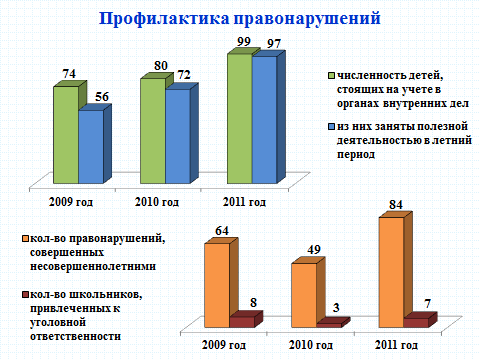 Профилактика правонарушений
99
97
80
74
72
56
численность детей,
стоящих на учете в
органах внутренних дел
из них заняты полезной
деятельностью в летний
период
2009 год
2010 год
2011 год
84
64
49
8
3
7
кол-во правонарушений,
совершенных
несовершеннолетними
кол-во школьников,
привлеченных к
уголовной
ответственности
2009 год
2010 год
2011 год